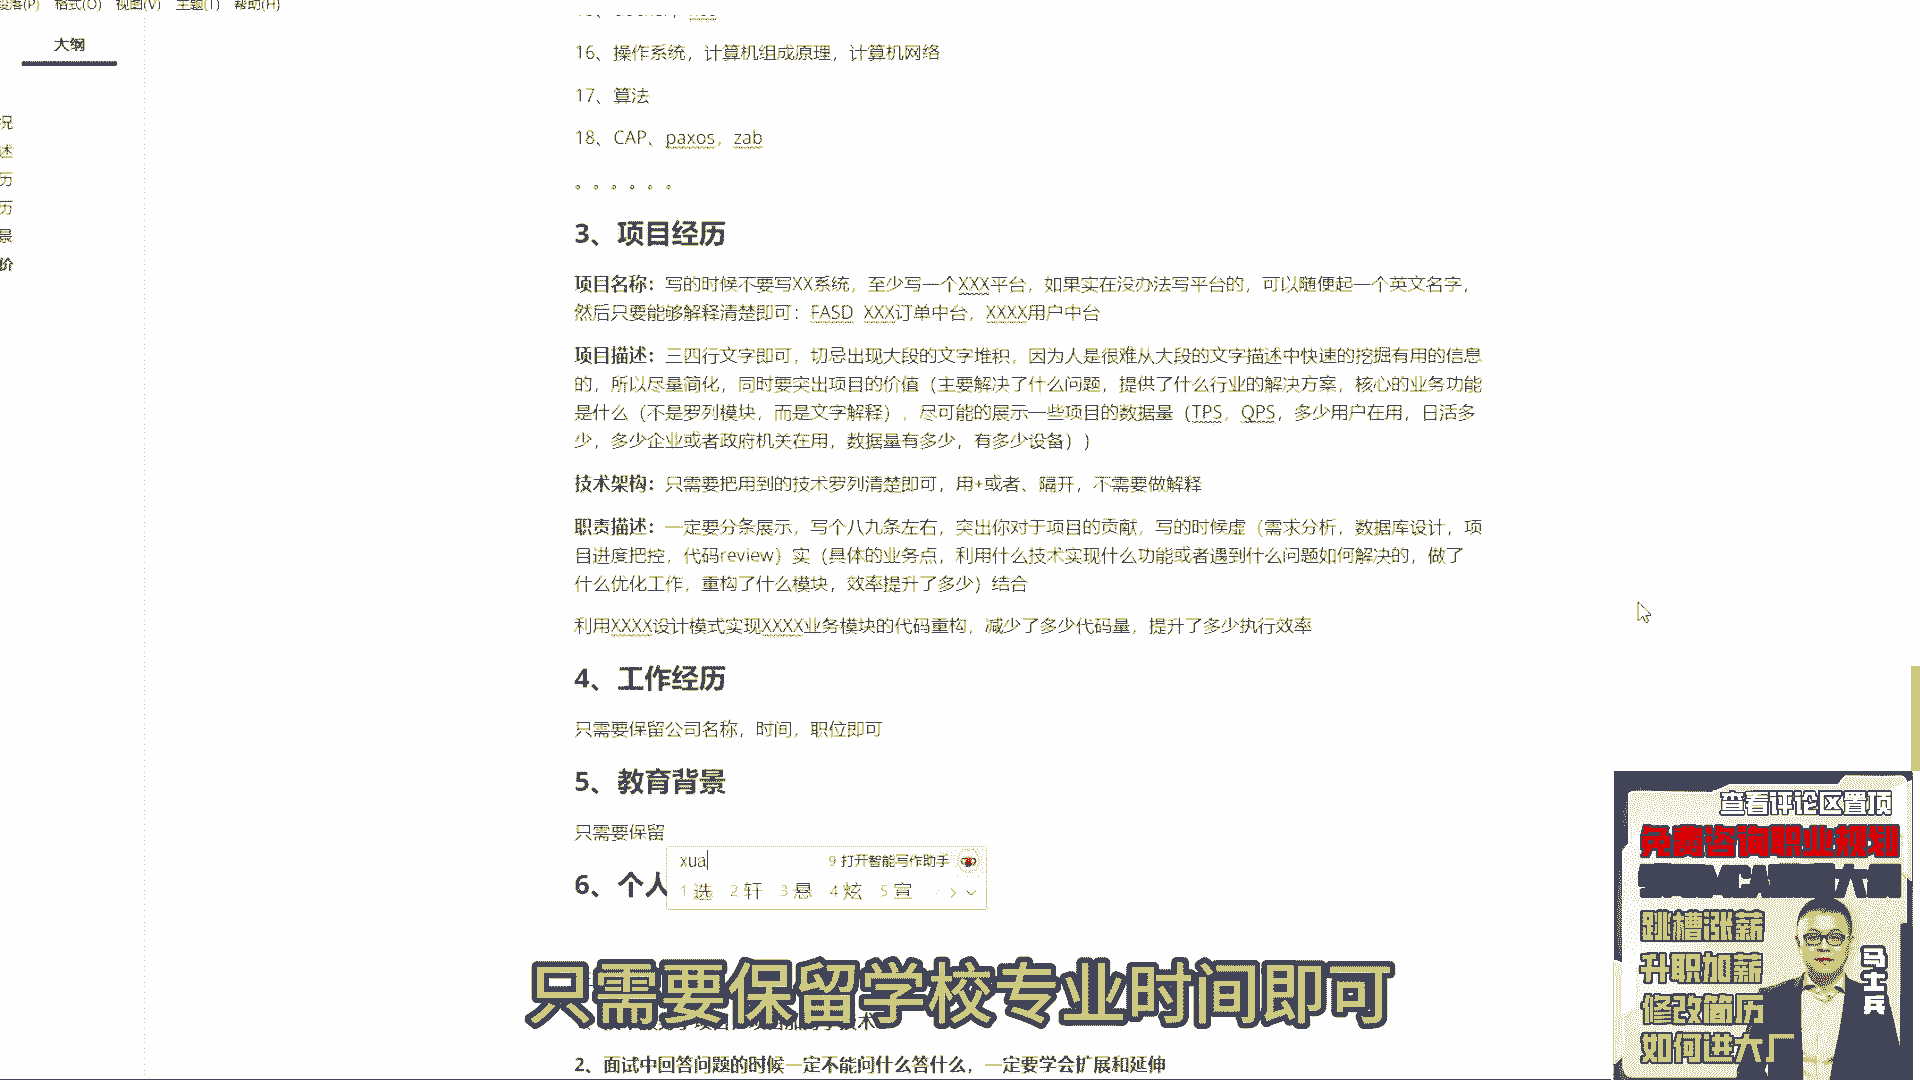 段落(P) 格式(O) 视图(V) 主题(T) 帮助(H)
大纲
况
述
历
历
景
价
16、操作系统，计算机组成原理，计算机网络
17、算法
18、CAP、paxos，zab
。。。。。。
3、项目经历
项目名称：写的时候不要写XX系统，至少写一个XXX平台，如果实在没办法写平台的，可以随便起一个英文名字，
然后只要能够解释清楚即可：FASD XXX订单中台，XXXX用户中台
项目描述：三四行文字即可，切忌出现大段的文字堆积，因为人是很难从大段的文字描述中快速的挖掘有用的信息
的，所以尽量简化，同时要突出项目的价值（主要解决了什么问题，提供了什么行业的解决方案，核心的业务功能
是什么（不是罗列模块，而是文字解释），尽可能的展示一些项目的数据量（TPS，QPS，多少用户在用，日活多
少，多少企业或者政府机关在用，数据量有多少，有多少设备））
技术架构：只需要把用到的技术罗列清楚即可，用+或者、隔开，不需要做解释
职责描述：一定要分条展示，写个八九条左右，突出你对于项目的贡献，写的时候虚（需求分析，数据库设计，项
目进度把控，代码review）实（具体的业务点，利用什么技术实现什么功能或者遇到什么问题如何解决的，做了
什么优化工作，重构了什么模块，效率提升了多少）结合
利用XXXX设计模式实现XXXX业务模块的代码重构，减少了多少代码量，提升了多少执行效率
4、工作经历
只需要保留公司名称，时间，职位即可
5、教育背景
只需要保留
xua 9 打开智能写作助手
1 选 2 轩 3 悬 4 炫 5 宣
6、个人
只需要保留学校专业时间即可
2、面试中回答问题的时候一定不能问什么答什么，一定要学会扩展和延伸
查看评论区置顶
免费咨询职业规划
跳槽涨薪
升职加薪
修改简历
如何进大厂
马士兵